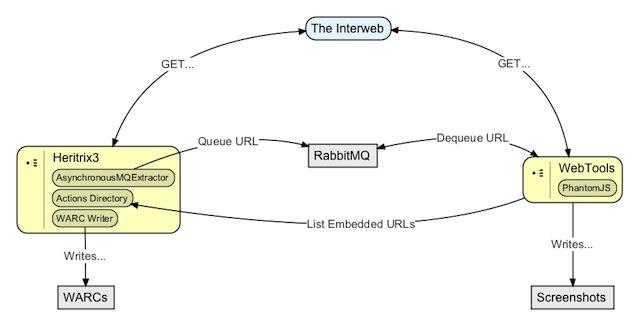 The Interweb
GET...
GET...
Queue URL
Dequeue URL
Heritrix3
AsynchronousMQExtractor
Actions Directory
WARC Writer
RabbitMQ
WebTools
PhantomJS
List Embedded URLs
Writes...
Writes...
WARCs
Screenshots